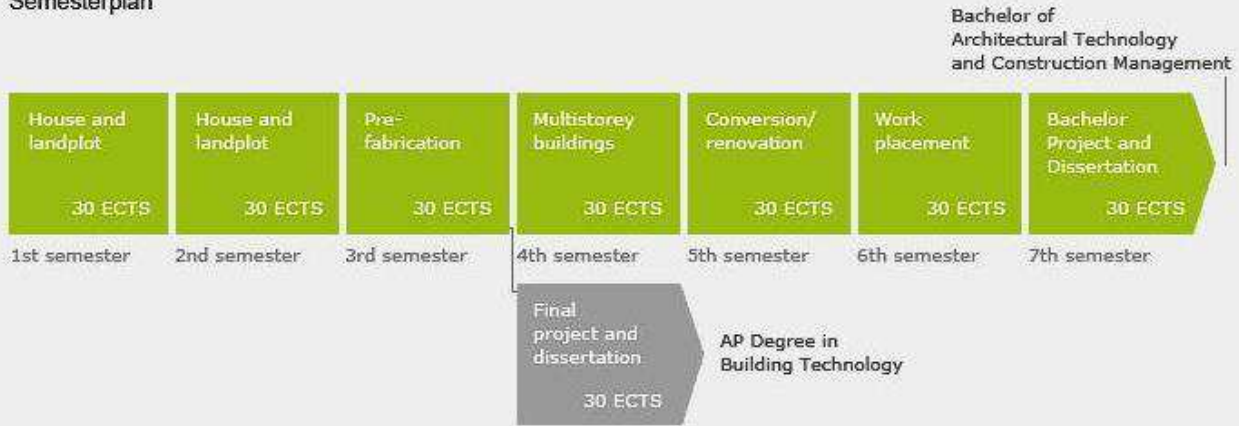 Semesterplan
Bachelor of
Architectural Technology
and Construction Management
House and
landplot
30 ECTS
House and
landplot
30 ECTS
Pre-
fabrication
30 ECTS
Multistorey
buildings
30 ECTS
Conversion/
renovation
30 ECTS
Work
placement
30 ECTS
Bachelor
Project and
Dissertation
30 ECTS
1st semester
2nd semester
3rd semester
4th semester
5th semester
6th semester
7th semester
Final
project and
dissertation
30 ECTS
AP Degree in
Building Technology